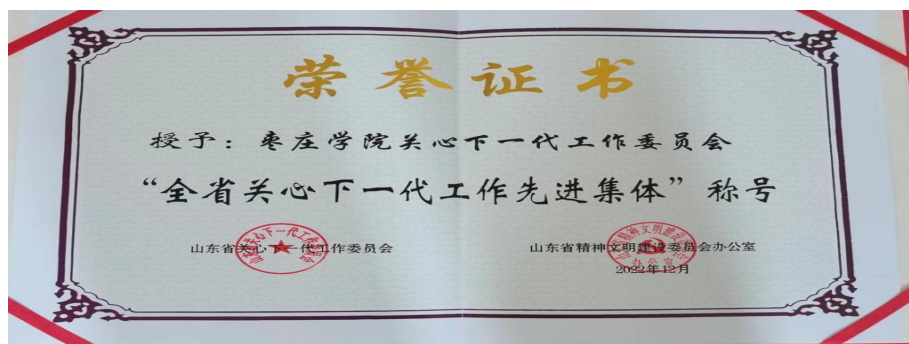 荣誉证书
授予：枣庄学院关心下一代工作委员会
“全省关心下一代工作先进集体”称号
山东省关心下一代工作委员会
山东省精神文明建设委员会办公室
2022年12月